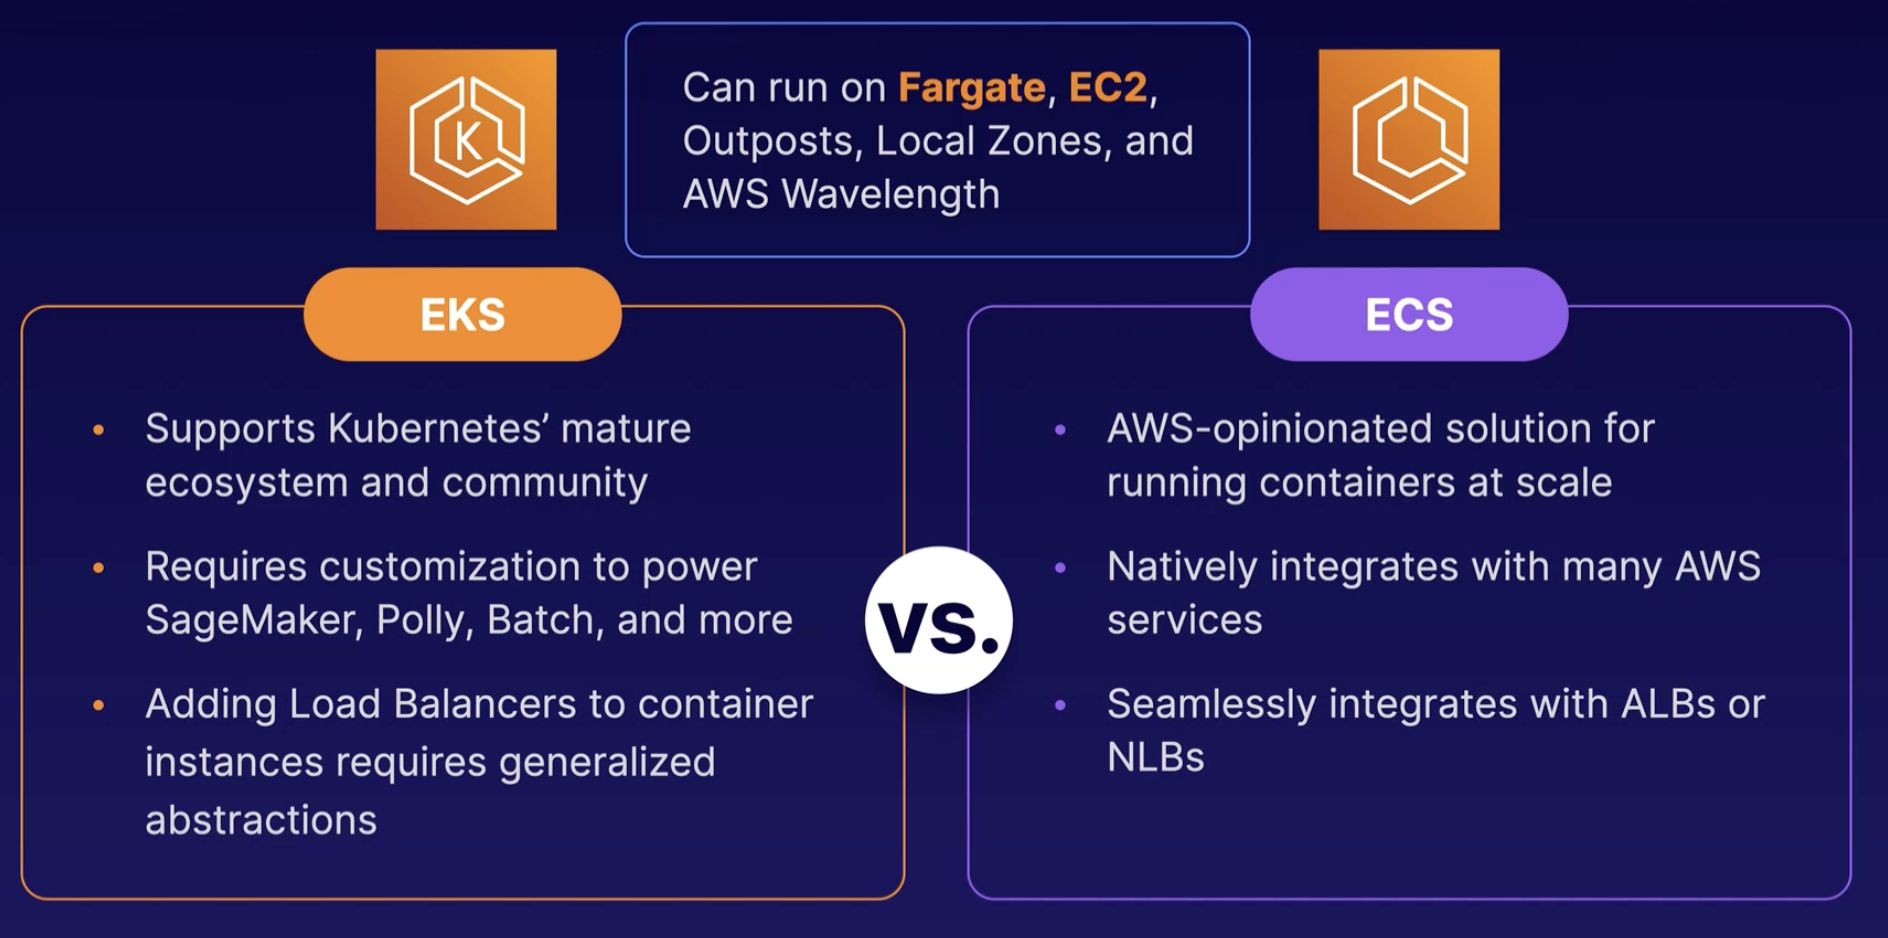 K
Can run on Fargate, EC2,
Outposts, Local Zones, and
AWS Wavelength
EKS
• Supports Kubernetes’ mature
ecosystem and community
• Requires customization to power
SageMaker, Polly, Batch, and more
• Adding Load Balancers to container
instances requires generalized
abstractions
vs.
ECS
• AWS-opinionated solution for
running containers at scale
• Natively integrates with many AWS
services
• Seamlessly integrates with ALBs or
NLBs